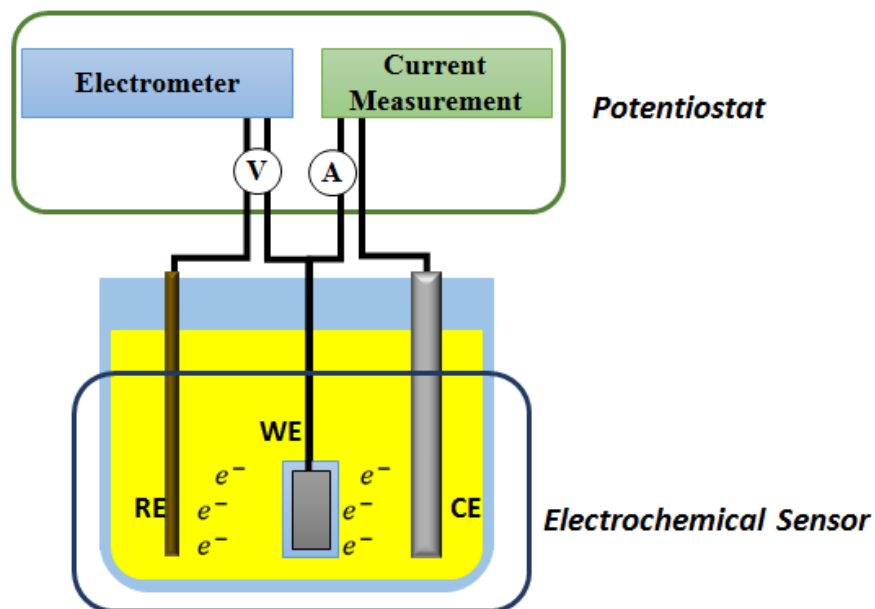 Electrometer
Current
Measurement
Potentiostat
V
A
WE
e⁻
e⁻
RE
e⁻
e⁻
CE
e⁻
e⁻
Electrochemical Sensor